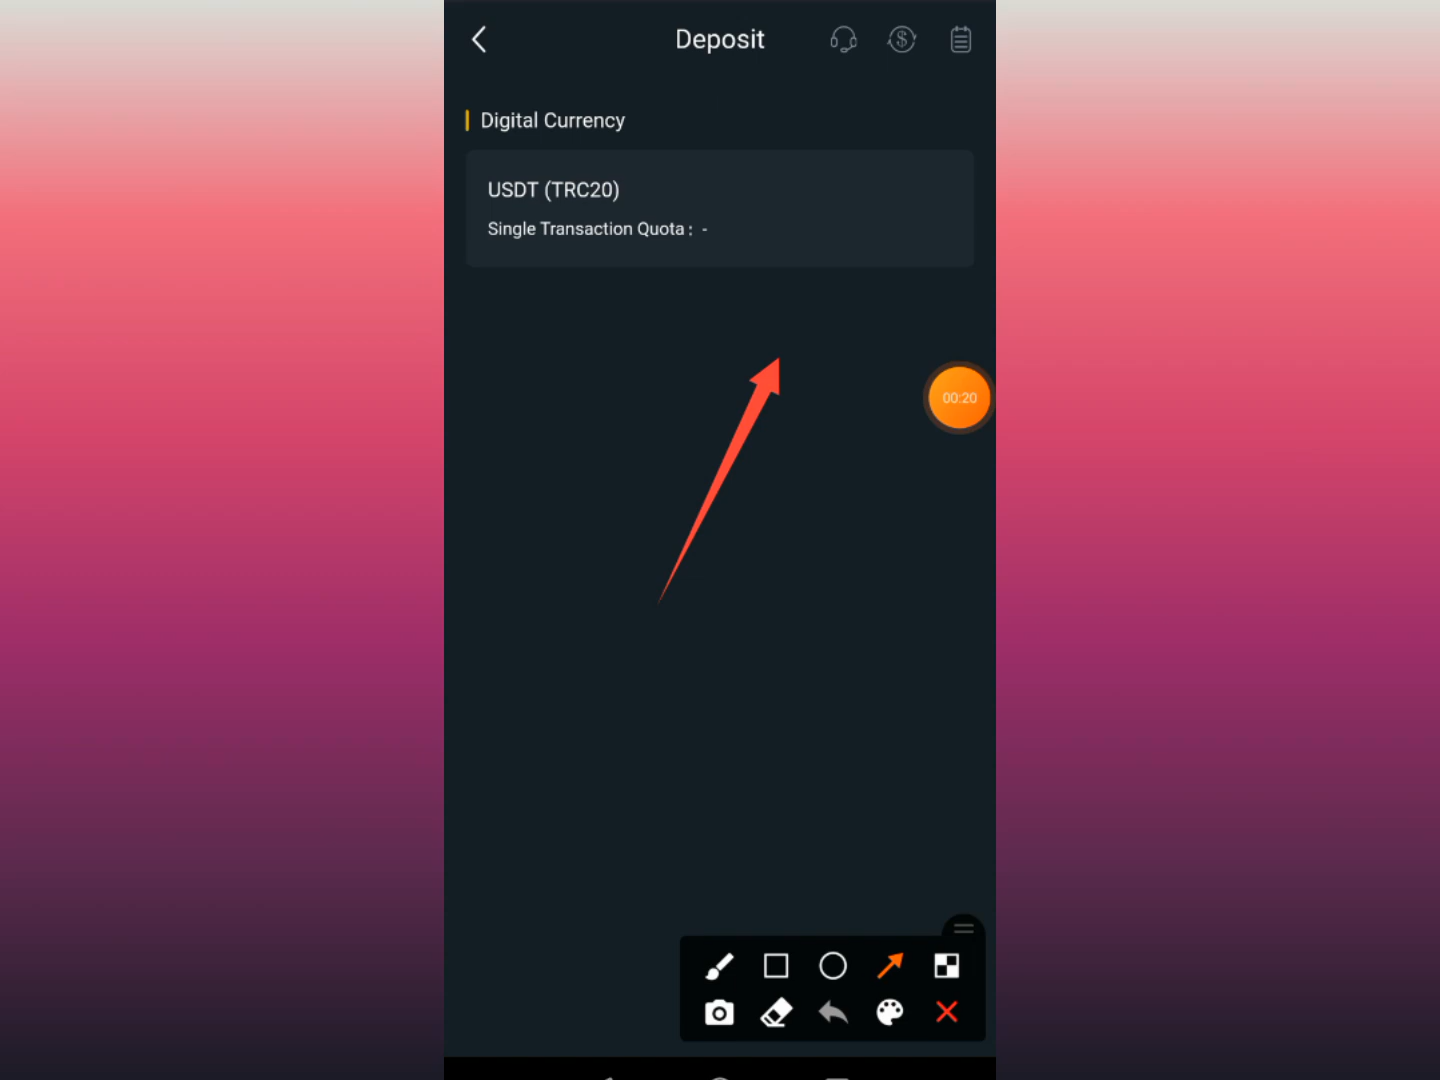 Deposit
Digital Currency
USDT (TRC20)
Single Transaction Quota : -
00:20